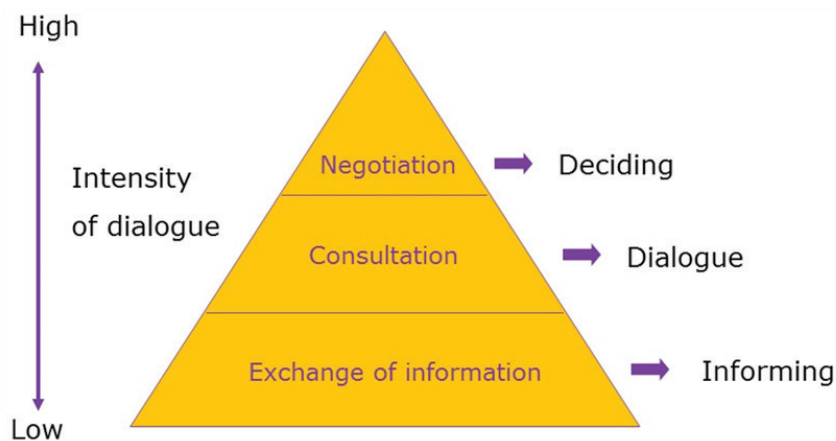 High
Negotiation
Deciding
Intensity
of dialogue
Consultation
Dialogue
Exchange of information
Informing
Low